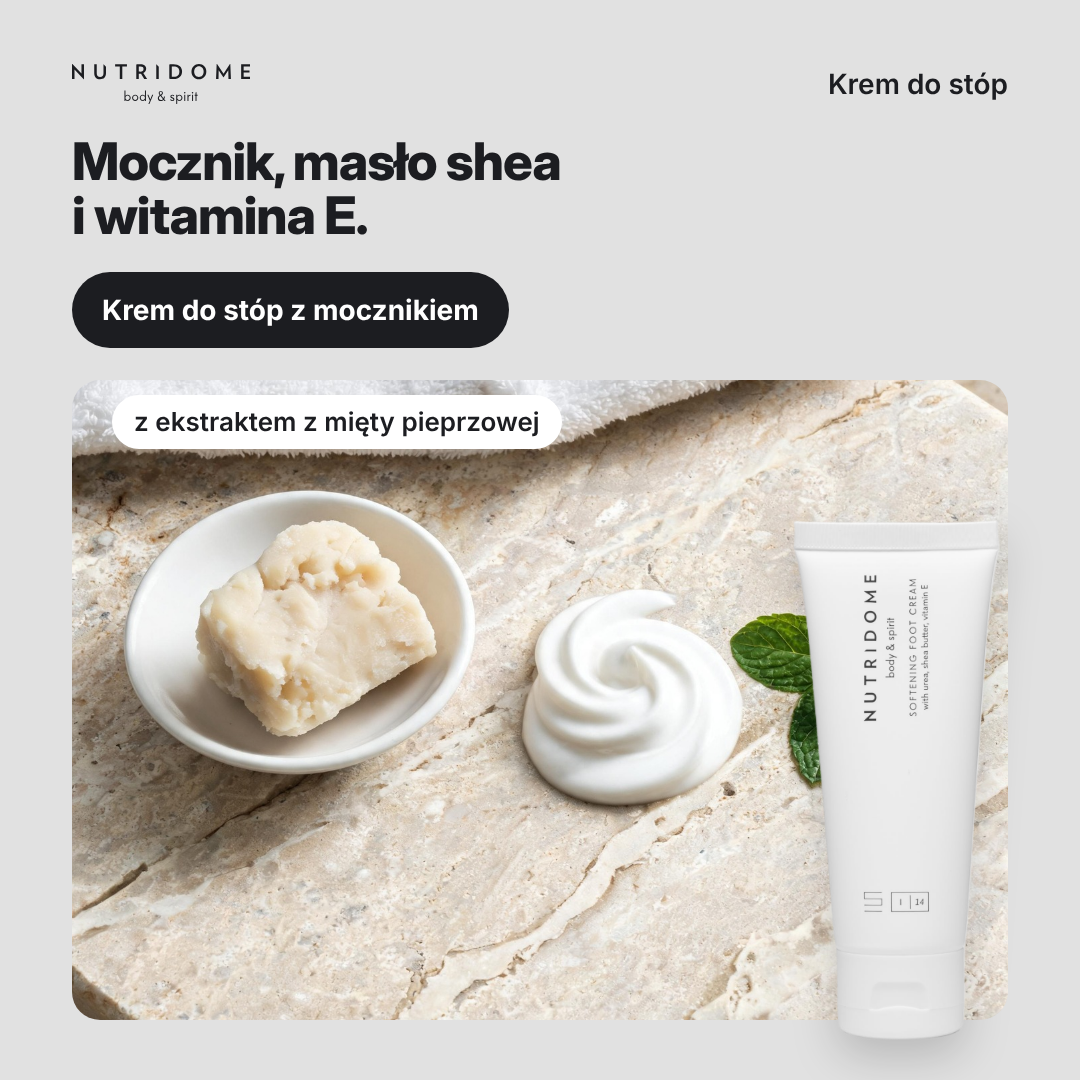 NUTRIDOME
body & spirit
Krem do stóp
Mocznik, masło shea
i witamina E.
Krem do stóp z mocznikiem
z ekstraktem z mięty pieprzowej
NUTRIDOME
body & spirit
SOFTENING FOOT CREAM
with urea, shea butter, vitamin E
1 14